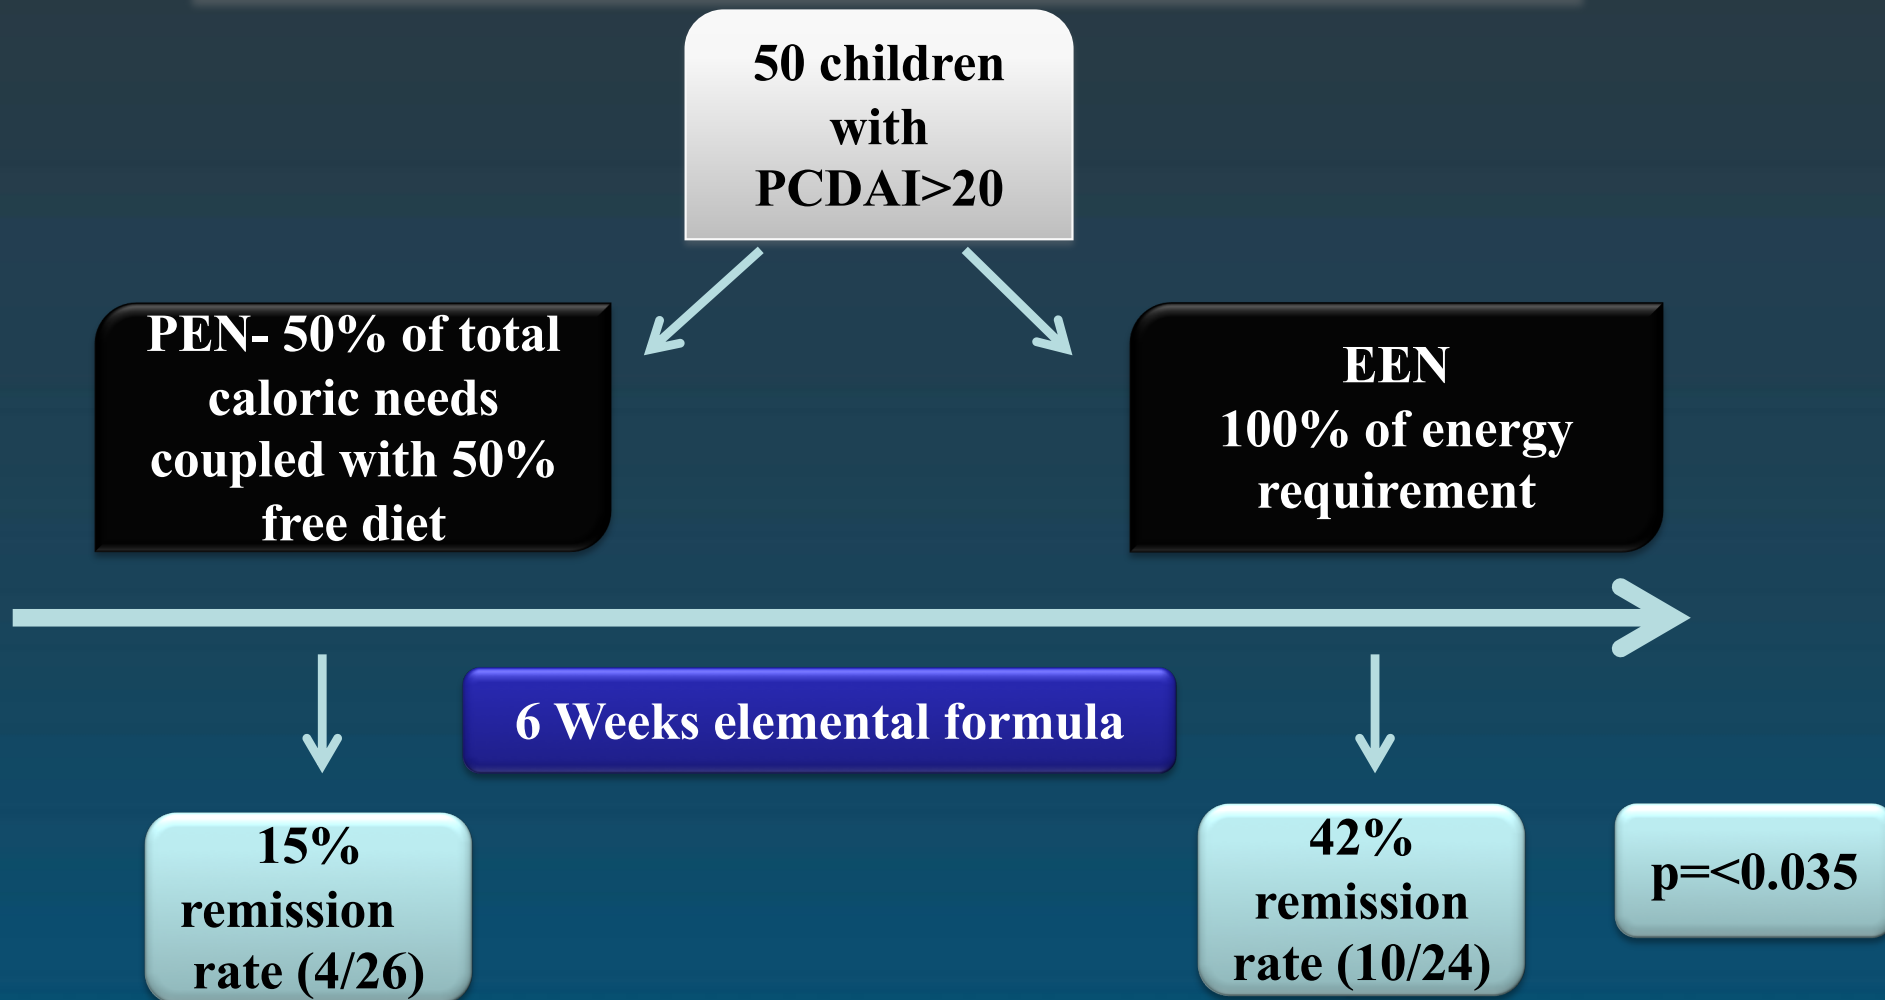 50 children
with
PCDAI>20
PEN- 50% of total
caloric needs
coupled with 50%
free diet
EEN
100% of energy
requirement
6 Weeks elemental formula
15%
remission
rate (4/26)
42%
remission
rate (10/24)
p=<0.035